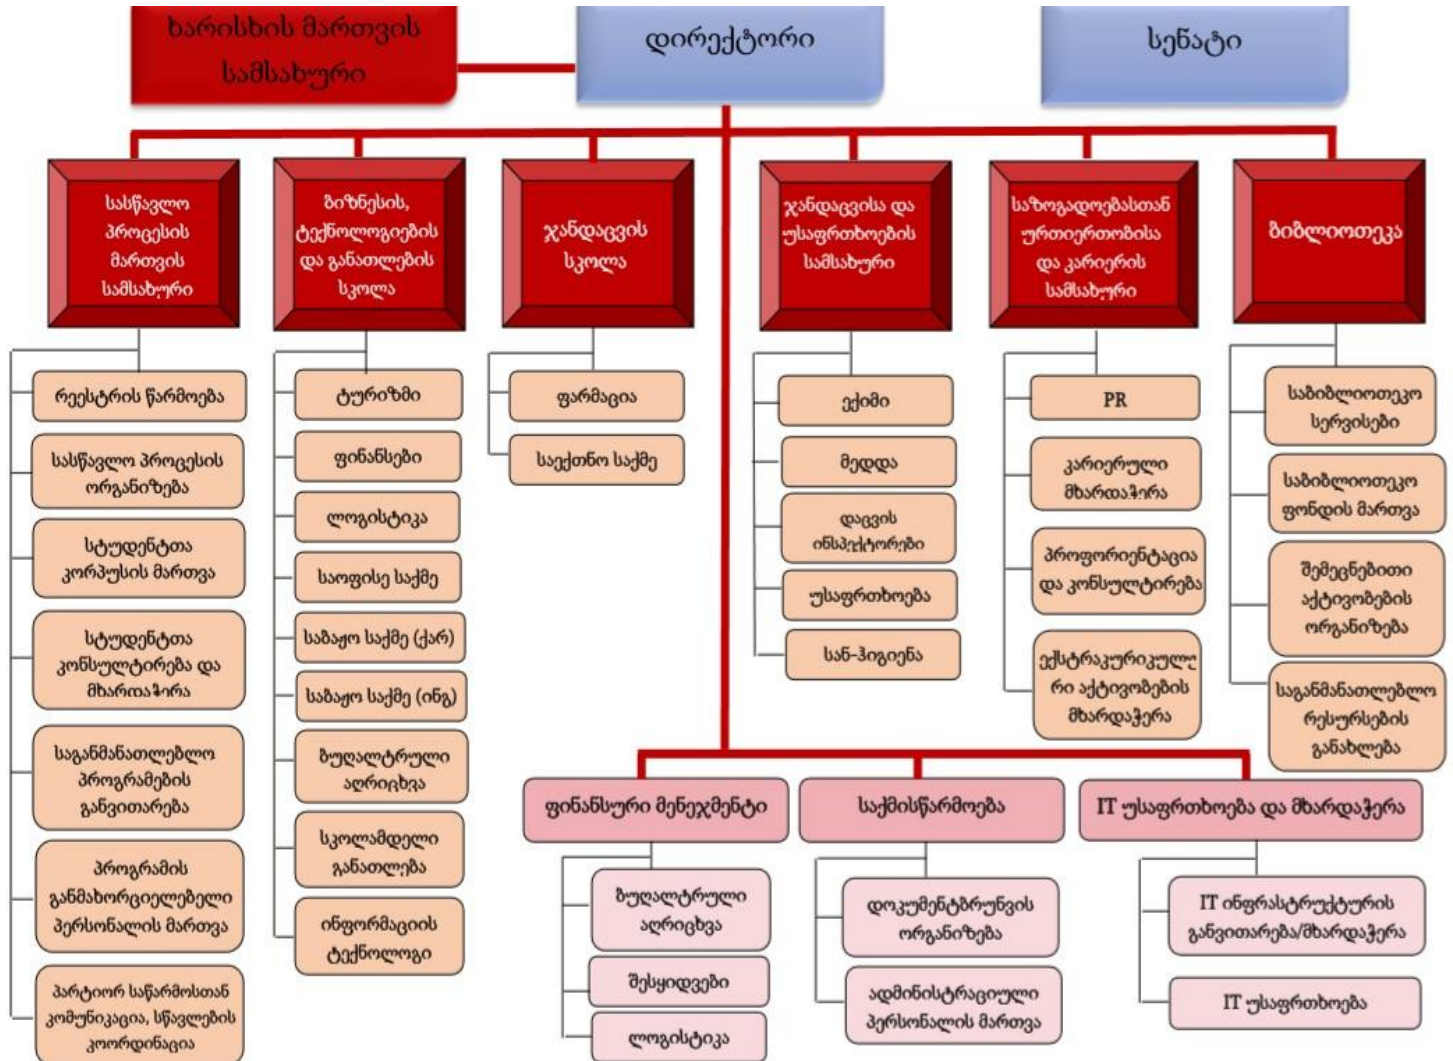 ხარისხის მართვის
სამსახური
დირექტორი
სენატი
სასწავლო
პროცესის
მართვის
სამსახური
ბიზნესის,
ტექნოლოგიების
და განათლების
სკოლა
ჯანდაცვის
სკოლა
ჯანდაცვისა და
უსაფრთხოების
სამსახური
საზოგადოებასთან
ურთიერთობისა
და კარიერის
სამსახური
ბიბლიოთეკა
რეესტრის წარმოება
სასწავლო პროცესის
ორგანიზება
სტუდენტთა
კორპუსის მართვა
სტუდენტთა
კონსულტირება და
მხარდაჭერა
საგანმანათლებლო
პროგრამების
განვითარება
პროგრამის
განმახორციელებელი
პერსონალის მართვა
პარტიორ საწარმოსთან
კომუნიკაცია, სწავლების
კოორდინაცია
ტურიზმი
ფინანსები
ლოგისტიკა
საოფისე საქმე
საბაჟო საქმე (ქარ)
საბაჟო საქმე (ინგ)
ბუღალტრული
აღრიცხვა
სკოლამდელი
განათლება
ინფორმაციის
ტექნოლოგი
ფარმაცია
საექთნო საქმე
ექიმი
მედდა
დაცვის
ინსპექტორები
უსაფრთხოება
სან-ჰიგიენა
PR
კარიერული
მხარდაჭერა
პროფორიენტაცია
და კონსულტირება
ექსტრაკურიკულუ
რი აქტივობების
მხარდაჭერა
საბიბლიოთეკო
სერვისები
საბიბლიოთეკო
ფონდის მართვა
შემეცნებითი
აქტივობების
ორგანიზება
საგანმანათლებლო
რესურსების
განახლება
ფინანსური მენეჯმენტი
საქმისწარმოება
IT უსაფრთხოება და მხარდაჭერა
ბუღალტრული
აღრიცხვა
შესყიდვები
ლოგისტიკა
დოკუმენტბრუნვის
ორგანიზება
ადმინისტრაციული
პერსონალის მართვა
IT ინფრასტრუქტურის
განვითარება/მხარდაჭერა
IT უსაფრთხოება